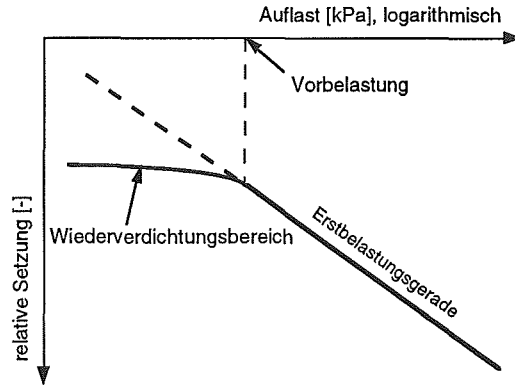 Auflast [kPa], logarithmisch
Vorbelastung
Wiederverdichtungsbereich
Erstbelastungsgerade
relative Setzung [-]